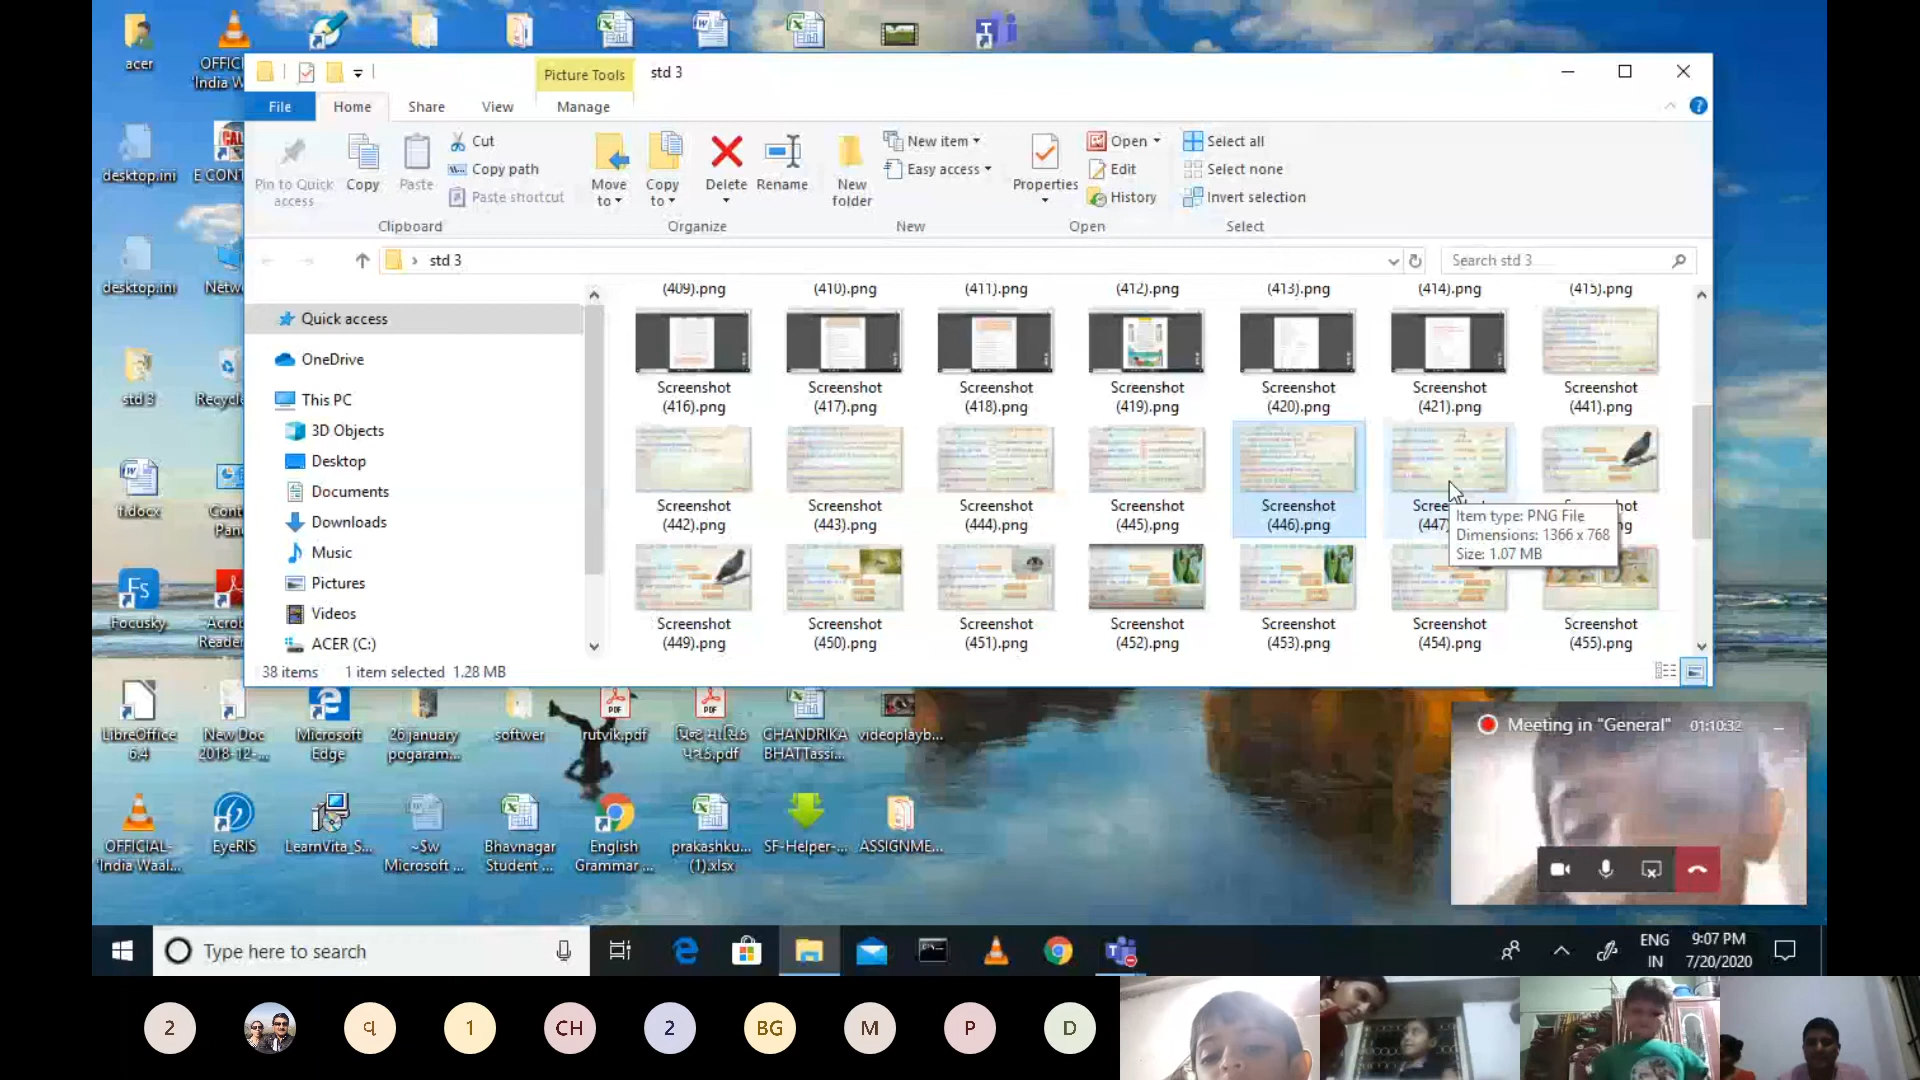 acer
OFFICI
'India W
Picture Tools
std 3
File
Home
Share
View
Manage
Cut
Copy path
Paste shortcut
Pin to Quick access
Copy
Paste
Move to
Copy to
Delete
Rename
New folder
New item
Easy access
Properties
Open
Edit
History
Select all
Select none
Invert selection
Clipboard
Organize
New
Open
Select
desktop.ini
E CONT
std 3
Search std 3
desktop.ini
Netw
Quick access
OneDrive
This PC
3D Objects
Desktop
Documents
Downloads
Music
Pictures
Videos
ACER (C:)
(409).png
(410).png
(411).png
(412).png
(413).png
(414).png
(415).png
Screenshot (416).png
Screenshot (417).png
Screenshot (418).png
Screenshot (419).png
Screenshot (420).png
Screenshot (421).png
Screenshot (441).png
Screenshot (442).png
Screenshot (443).png
Screenshot (444).png
Screenshot (445).png
Screenshot (446).png
Item type: PNG File
Dimensions: 1366 x 768
Size: 1.07 MB
Screenshot (449).png
Screenshot (450).png
Screenshot (451).png
Screenshot (452).png
Screenshot (453).png
Screenshot (454).png
Screenshot (455).png
38 items
1 item selected 1.28 MB
std 3
Recycle
Cont
Pan
Focusky
Acrob
Reader
LibreOffice 6.4
New Doc 2018-12-...
Microsoft Edge
26 january pogaram...
softwer
rutvik.pdf
CHANDRIKA BHATTassi...
videoplayb...
Meeting in "General"
01:10:32
OFFICIAL-
'India Waal...
EyeRIS
LearnVita_S...
~$w Microsoft ...
Bhavnagar Student ...
English Grammar ...
prakashku... (1).xlsx
SF-Helper-...
ASSIGNME...
Type here to search
ENG
IN
9:07 PM
7/20/2020
2
વ
1
CH
2
BG
M
P
D